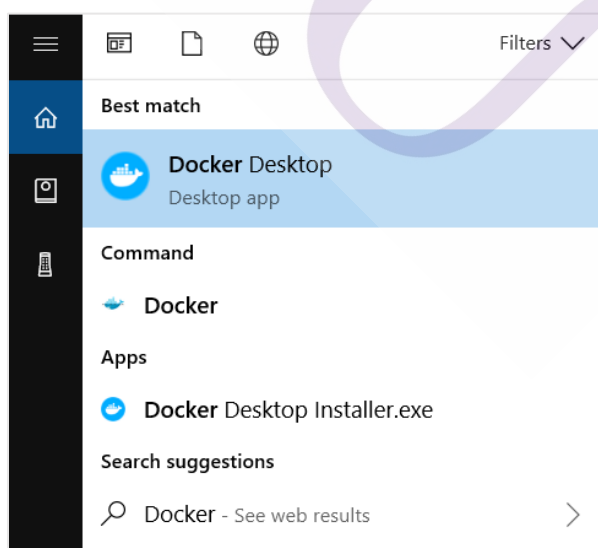 Filters
Best match
Docker Desktop
Desktop app
Command
Docker
Apps
Docker Desktop Installer.exe
Search suggestions
Docker - See web results